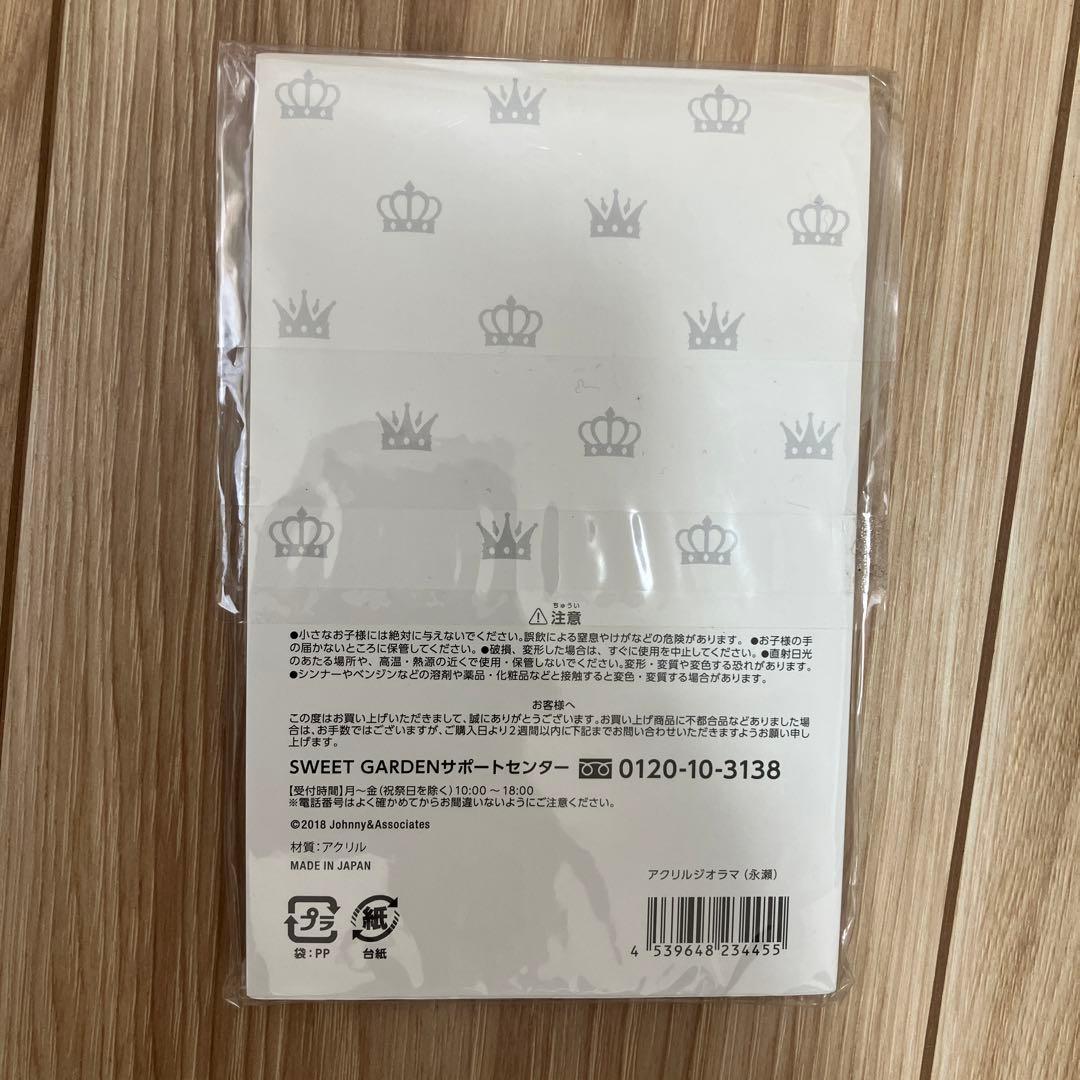 ちゅうい
⚠注意
●小さなお子様には絶対に与えないでください。誤飲による窒息やけがなどの危険があります。 ●お子様の手
の届かないところに保管してください。●破損、変形した場合は、すぐに使用を中止してください。●直射日光
のあたる場所や、高温・熱源の近くで使用・保管しないでください。変形・変質や変色する恐れがあります。
●シンナーやベンジンなどの溶剤や薬品・化粧品などと接触すると変色・変質する場合があります。
お客様へ
この度はお買い上げいただきまして、誠にありがとうございます。お買い上げ商品に不都合品などありました場合
は、お手数ではございますが、ご購入日より2週間以内に下記までお問い合わせいただきますようお願い申し
上げます。
SWEET GARDENサポートセンター 0120-10-3138
【受付時間】月～金(祝祭日を除く)10:00～18:00
※電話番号はよく確かめてからお間違いないようにご注意ください。
©2018 Johnny&Associates
材質：アクリル
MADE IN JAPAN
アクリルジオラマ（永瀬）
プラ
袋：PP
紙
台紙
4 539648 234455